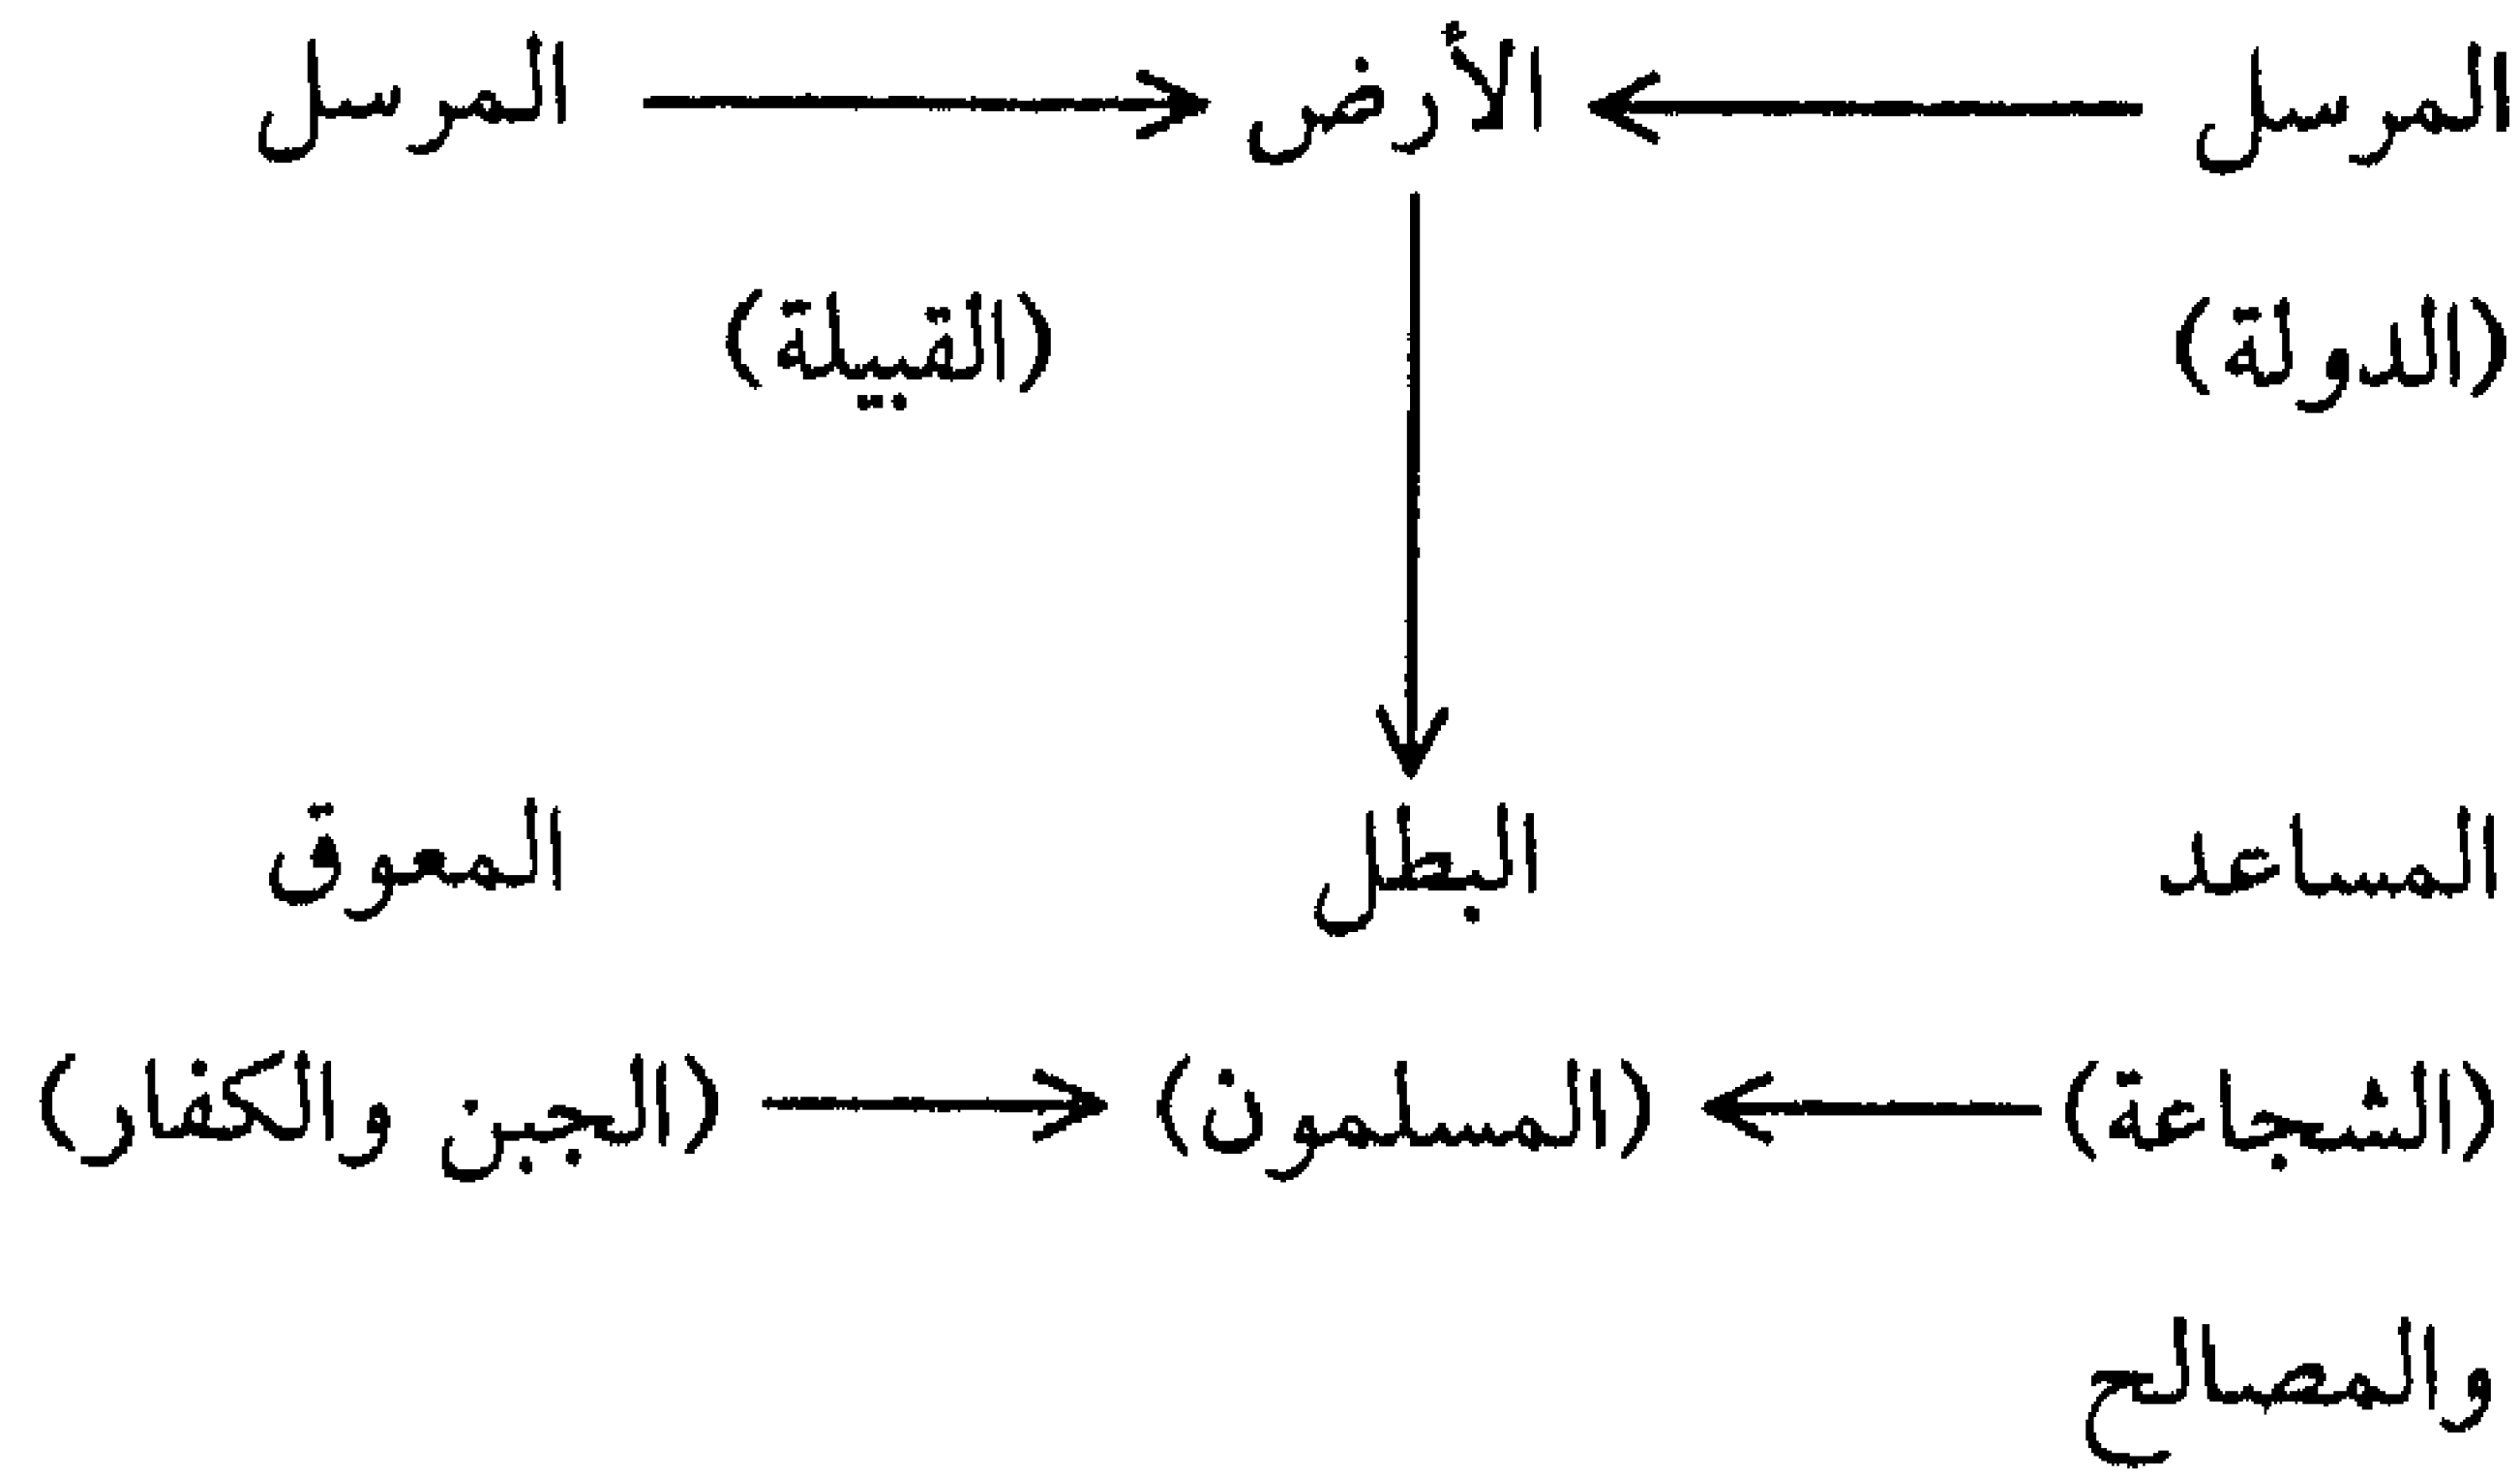 المرسل الأرض المرسل
(الدولة) (القبيلة)
المساعد البطل المعوق
(الشجاعة) (المسلمون) (الجبن والكفار)
والمصالح